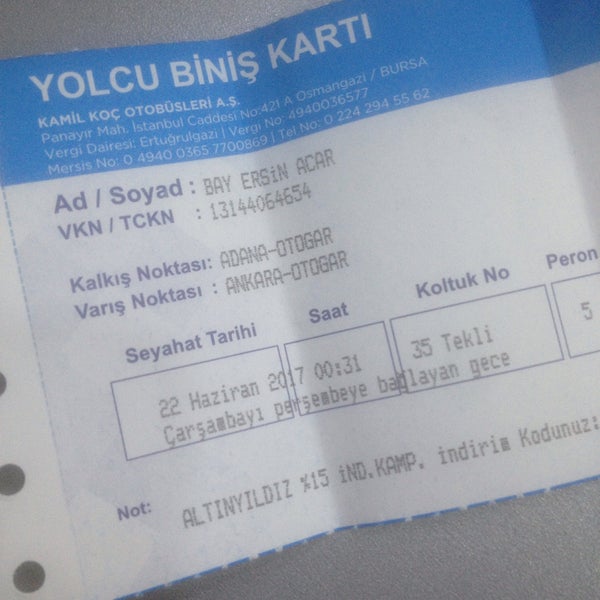 YOLCU BİNİŞ KARTI
KAMİL KOÇ OTOBÜSLERİ A.Ş.
Panayır Mah. İstanbul Caddesi No:421 A Osmangazi / BURSA
Vergi Dairesi: Ertuğrulgazi | Vergi No: 4940036577
Mersis No: 0 4940 0365 7700869 | Tel No: 0 224 294 55 62
Ad / Soyad : BAY ERSİN ACAR
VKN / TCKN : 13144064654
Kalkış Noktası: ADANA-OTOGAR
Varış Noktası : ANKARA-OTOGAR
Seyahat Tarihi Saat Koltuk No Peron
22 Haziran 2017 00:31 35 Tekli 5
Çarşambayı perşembeye bağlayan gece
Not: ALTINYILDIZ %15 İND.KAMP. indirim Kodunuz: